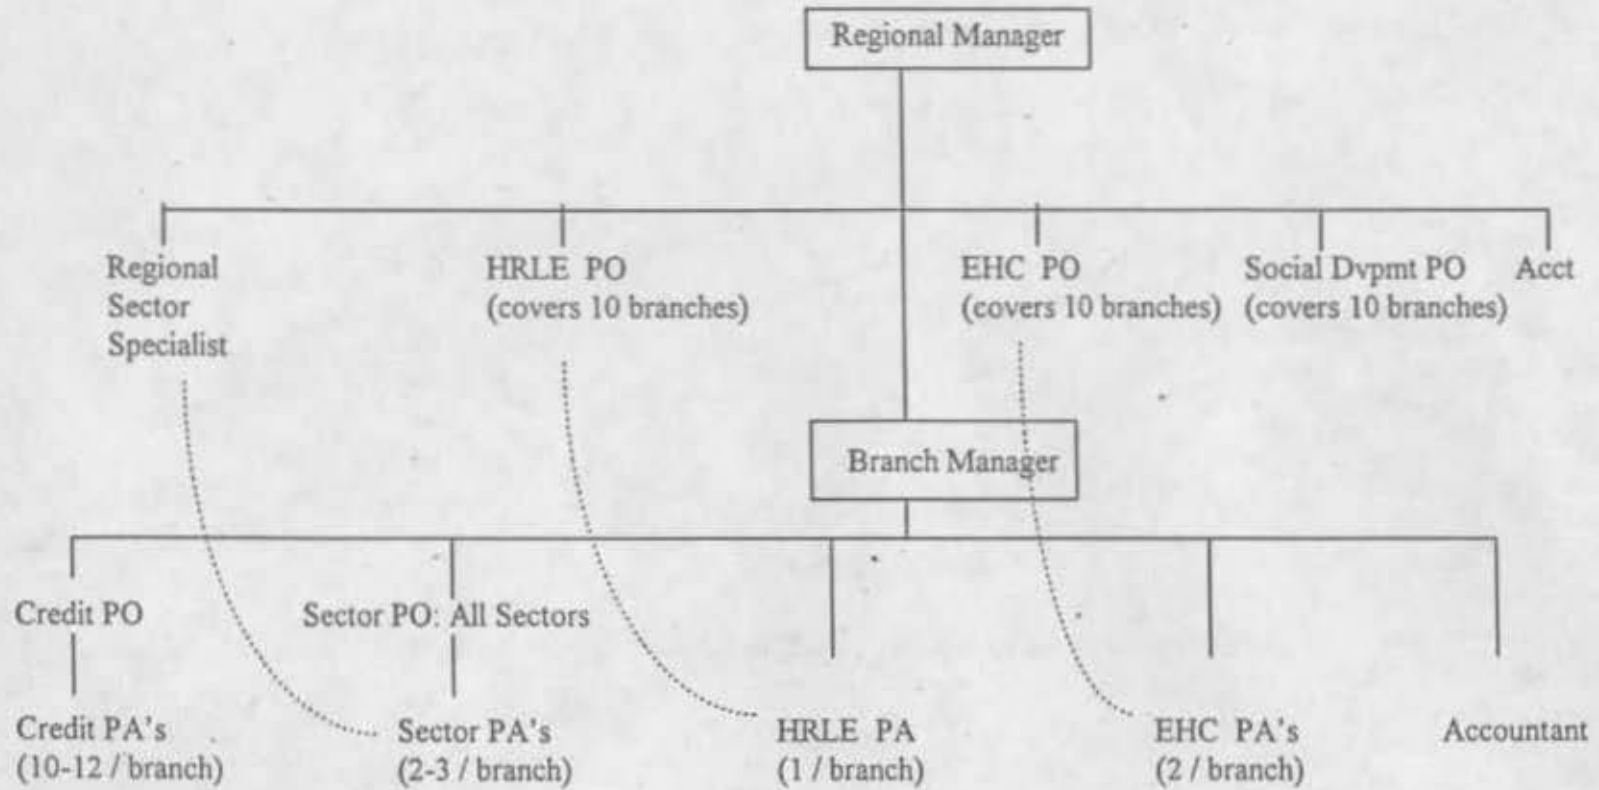 Regional Manager
Regional
Sector
Specialist
HRLE PO
(covers 10 branches)
EHC PO
(covers 10 branches)
Social Dvpmt PO
(covers 10 branches)
Acct
Branch Manager
Credit PO
Sector PO: All Sectors
Credit PA's
(10-12 / branch)
Sector PA's
(2-3 / branch)
HRLE PA
(1 / branch)
EHC PA's
(2 / branch)
Accountant